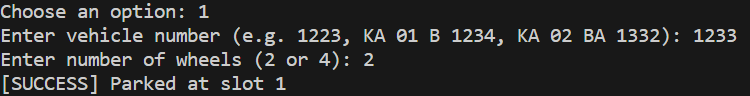 Choose an option: 1
Enter vehicle number (e.g. 1223, KA 01 B 1234, KA 02 BA 1332): 1233
Enter number of wheels (2 or 4): 2
[SUCCESS] Parked at slot 1